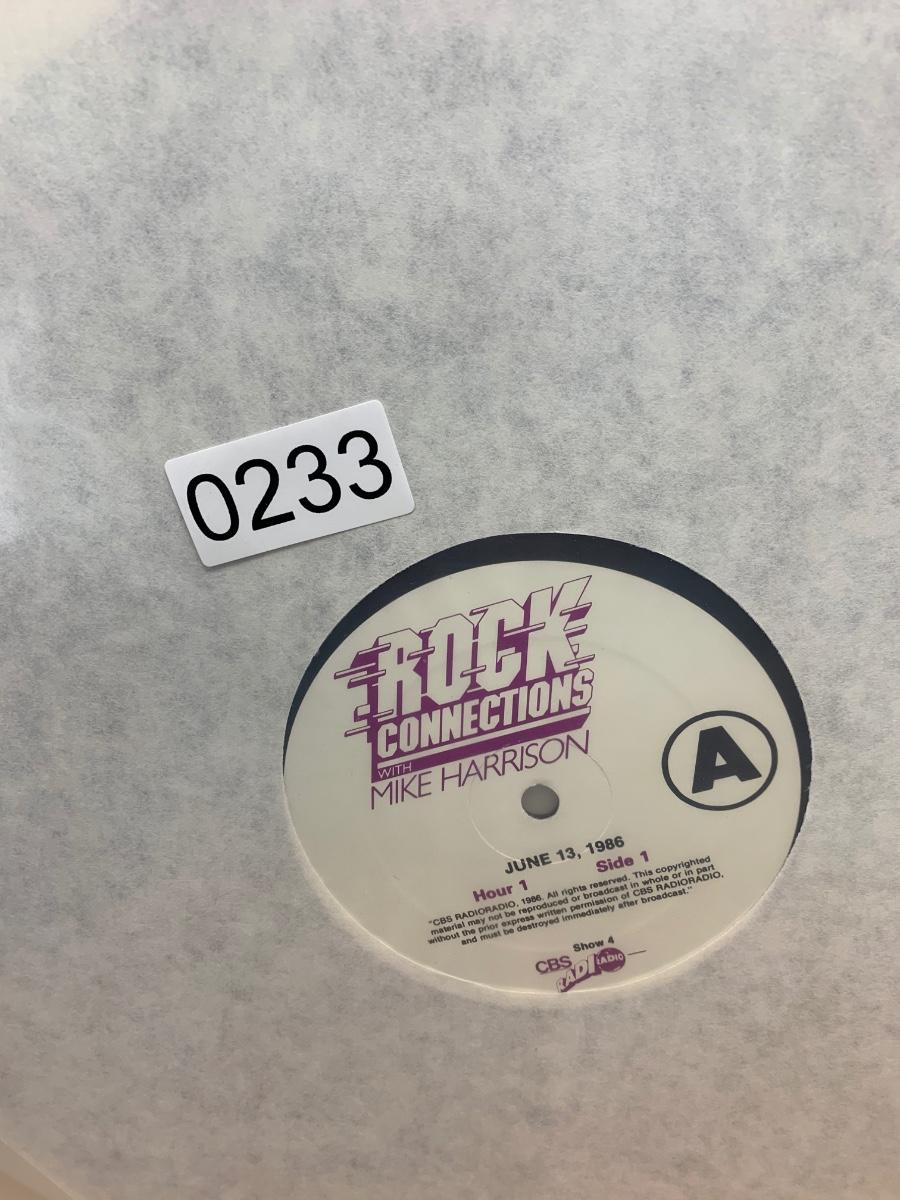 0233
ROCK
CONNECTIONS
WITH
MIKE HARRISON
A
JUNE 13, 1986
Hour 1 Side 1
"CBS RADIORADIO, 1986. All rights reserved. This copyrighted
material may not be reproduced or broadcast in whole or in part
without the prior express written permission of CBS RADIORADIO,
and must be destroyed immediately after broadcast."
Show 4
CBS
RADIO RADIO